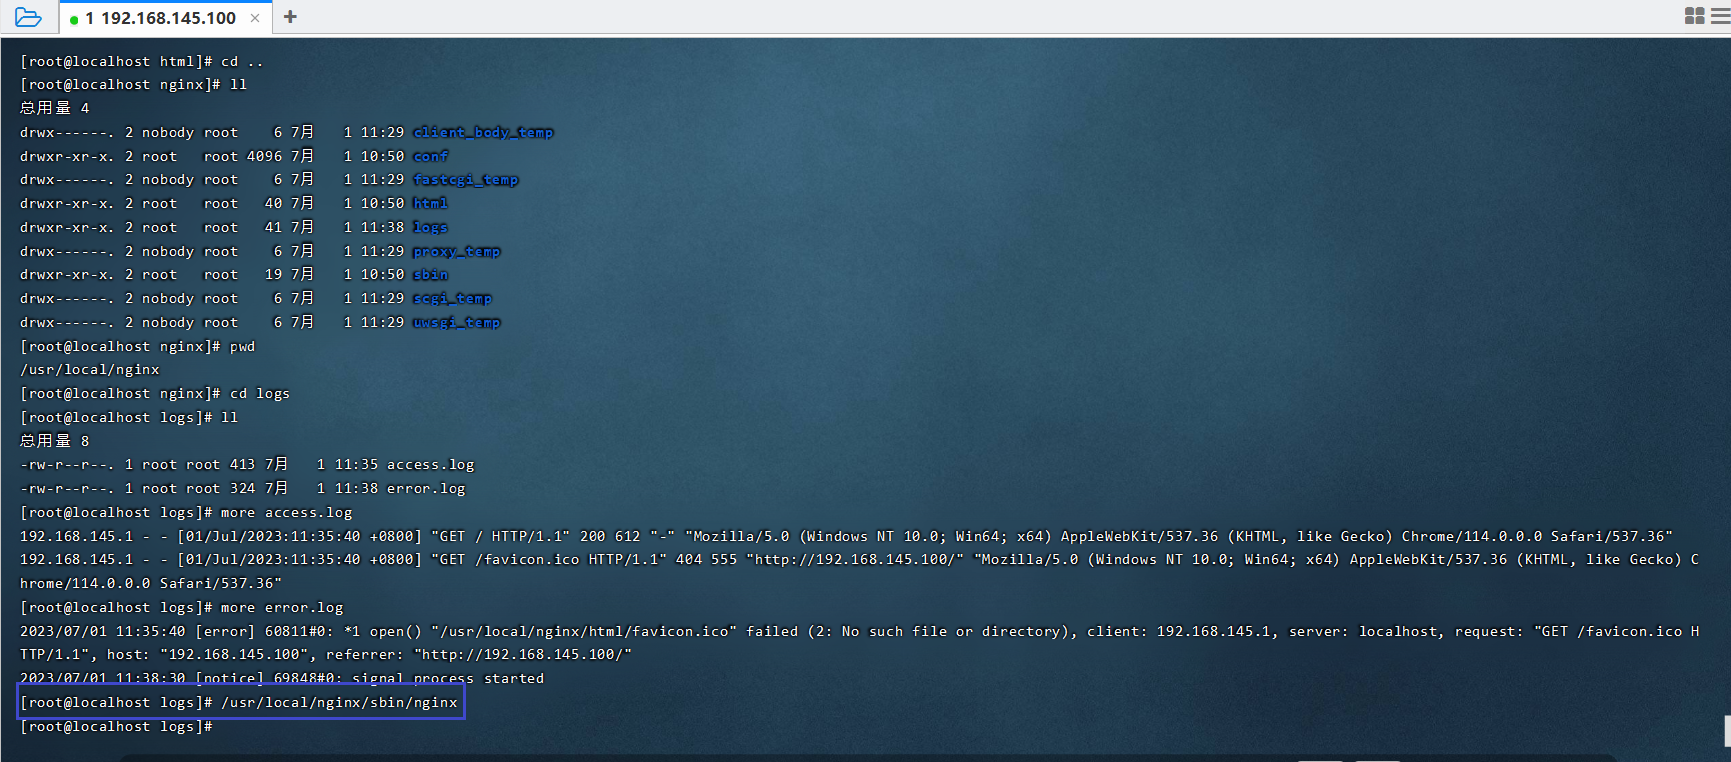 1 192.168.145.100
[root@localhost html]# cd ..
[root@localhost nginx]# ll
总用量 4
drwx------. 2 nobody root    6 7月   1 11:29 client_body_temp
drwxr-xr-x. 2 root   root 4096 7月   1 10:50 conf
drwx------. 2 nobody root    6 7月   1 11:29 fastcgi_temp
drwxr-xr-x. 2 root   root   40 7月   1 10:50 html
drwxr-xr-x. 2 root   root   41 7月   1 11:38 logs
drwx------. 2 nobody root    6 7月   1 11:29 proxy_temp
drwxr-xr-x. 2 root   root   19 7月   1 10:50 sbin
drwx------. 2 nobody root    6 7月   1 11:29 scgi_temp
drwx------. 2 nobody root    6 7月   1 11:29 uwsgi_temp
[root@localhost nginx]# pwd
/usr/local/nginx
[root@localhost nginx]# cd logs
[root@localhost logs]# ll
总用量 8
-rw-r--r--. 1 root root 413 7月   1 11:35 access.log
-rw-r--r--. 1 root root 324 7月   1 11:38 error.log
[root@localhost logs]# more access.log
192.168.145.1 - - [01/Jul/2023:11:35:40 +0800] "GET / HTTP/1.1" 200 612 "-" "Mozilla/5.0 (Windows NT 10.0; Win64; x64) AppleWebKit/537.36 (KHTML, like Gecko) Chrome/114.0.0.0 Safari/537.36"
192.168.145.1 - - [01/Jul/2023:11:35:40 +0800] "GET /favicon.ico HTTP/1.1" 404 555 "http://192.168.145.100/" "Mozilla/5.0 (Windows NT 10.0; Win64; x64) AppleWebKit/537.36 (KHTML, like Gecko) C
hrome/114.0.0.0 Safari/537.36"
[root@localhost logs]# more error.log
2023/07/01 11:35:40 [error] 60811#0: *1 open() "/usr/local/nginx/html/favicon.ico" failed (2: No such file or directory), client: 192.168.145.1, server: localhost, request: "GET /favicon.ico H
TTP/1.1", host: "192.168.145.100", referrer: "http://192.168.145.100/"
2023/07/01 11:38:30 [notice] 69848#0: signal process started
[root@localhost logs]# /usr/local/nginx/sbin/nginx
[root@localhost logs]#